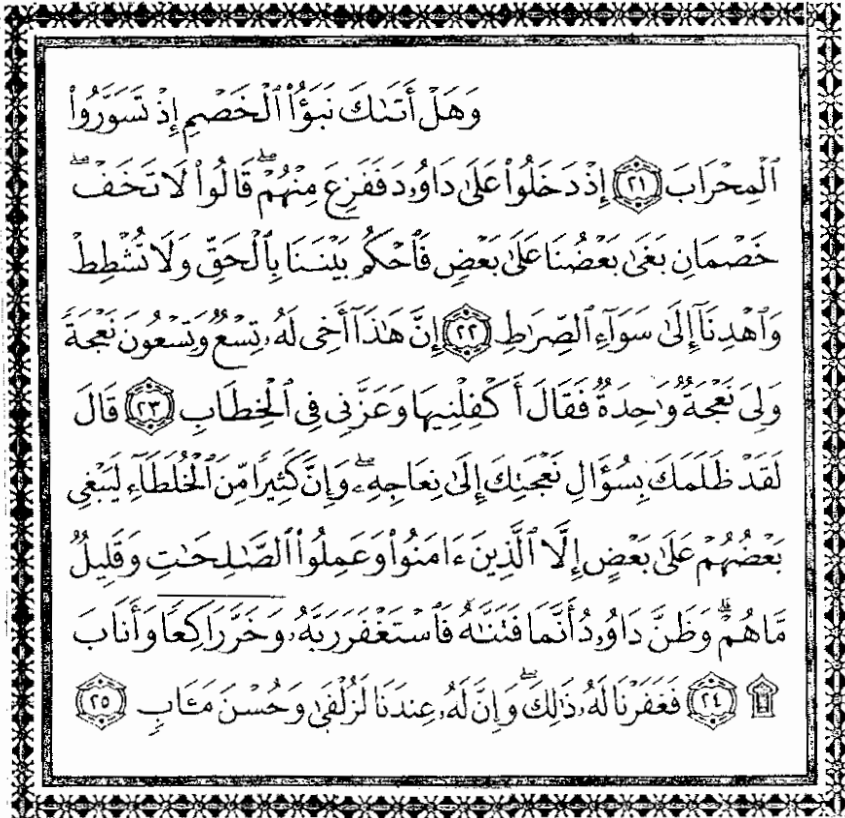 وَهَلْ أَتَىٰكَ نَبَؤُا۟ ٱلْخَصْمِ إِذْ تَسَوَّرُوا۟
ٱلْمِحْرَابَ ٢١ إِذْ دَخَلُوا۟ عَلَىٰ دَاوُۥدَ فَفَزِعَ مِنْهُمْ ۖ قَالُوا۟ لَا تَخَفْ ۖ
خَصْمَانِ بَغَىٰ بَعْضُنَا عَلَىٰ بَعْضٍ فَٱحْكُم بَيْنَنَا بِٱلْحَقِّ وَلَا تُشْطِطْ
وَٱهْدِنَآ إِلَىٰ سَوَآءِ ٱلصِّرَٰطِ ٢٢ إِنَّ هَٰذَآ أَخِى لَهُۥ تِسْعٌ وَتِسْعُونَ نَعْجَةً
وَلِىَ نَعْجَةٌ وَٰحِدَةٌ فَقَالَ أَكْفِلْنِيهَا وَعَزَّنِى فِى ٱلْخِطَابِ ٢٣ قَالَ
لَقَدْ ظَلَمَكَ بِسُؤَالِ نَعْجَتِكَ إِلَىٰ نِعَاجِهِۦ ۖ وَإِنَّ كَثِيرًا مِّنَ ٱلْخُلَطَآءِ لَيَبْغِى
بَعْضُهُمْ عَلَىٰ بَعْضٍ إِلَّا ٱلَّذِينَ ءَامَنُوا۟ وَعَمِلُوا۟ ٱلصَّٰلِحَٰتِ وَقَلِيلٌ
مَّا هُمْ ۗ وَظَنَّ دَاوُۥدُ أَنَّمَا فَتَنَّٰهُ فَٱسْتَغْفَرَ رَبَّهُۥ وَخَرَّ رَاكِعًا وَأَنَابَ
۩ ٢٤ فَغَفَرْنَا لَهُۥ ذَٰلِكَ ۖ وَإِنَّ لَهُۥ عِندَنَا لَزُلْفَىٰ وَحُسْنَ مَـَٔابٍ ٢٥